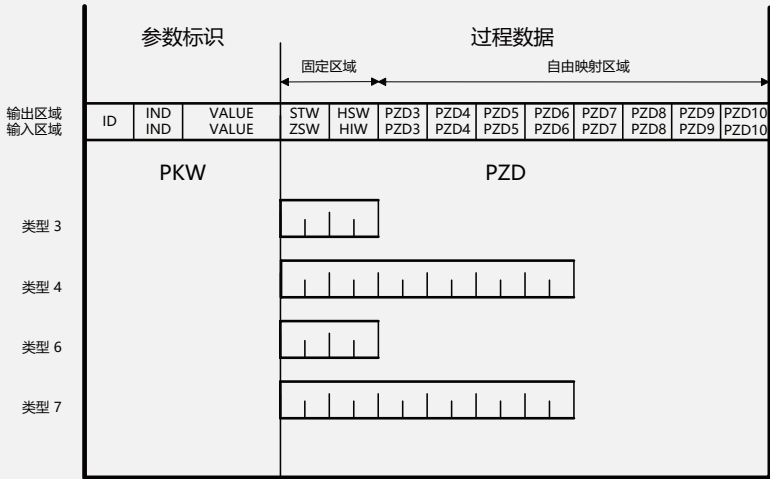 参数标识 过程数据
固定区域 自由映射区域
输出区域 ID IND VALUE STW HSW PZD3 PZD4 PZD5 PZD6 PZD7 PZD8 PZD9 PZD10
输入区域 IND VALUE ZSW HIW PZD3 PZD4 PZD5 PZD6 PZD7 PZD8 PZD9 PZD10
PKW PZD
类型 3
类型 4
类型 6
类型 7